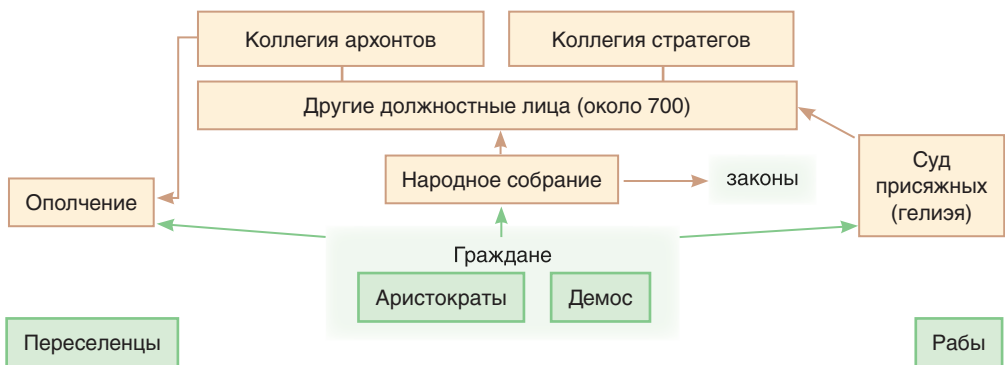 Коллегия архонтов
Коллегия стратегов
Другие должностные лица (около 700)
Ополчение
Народное собрание
законы
Суд
присяжных
(гелиэя)
Граждане
Аристократы
Демос
Переселенцы
Рабы